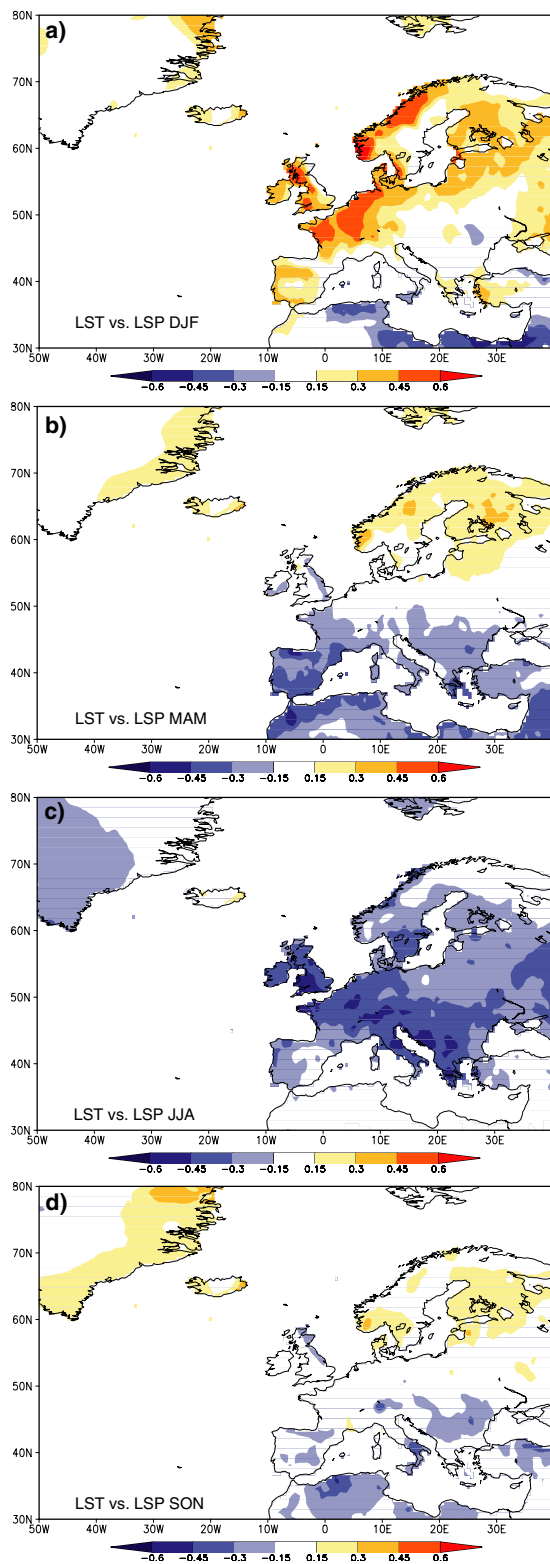 a)
80N
70N
60N
50N
40N
30N
LST vs. LSP DJF
50W 40W 30W 20W 10W 0 10E 20E 30E
−0.6 −0.45 −0.3 −0.15 0.15 0.3 0.45 0.6
b)
80N
70N
60N
50N
40N
30N
LST vs. LSP MAM
50W 40W 30W 20W 10W 0 10E 20E 30E
−0.6 −0.45 −0.3 −0.15 0.15 0.3 0.45 0.6
c)
80N
70N
60N
50N
40N
30N
LST vs. LSP JJA
50W 40W 30W 20W 10W 0 10E 20E 30E
−0.6 −0.45 −0.3 −0.15 0.15 0.3 0.45 0.6
d)
80N
70N
60N
50N
40N
30N
LST vs. LSP SON
50W 40W 30W 20W 10W 0 10E 20E 30E
−0.6 −0.45 −0.3 −0.15 0.15 0.3 0.45 0.6